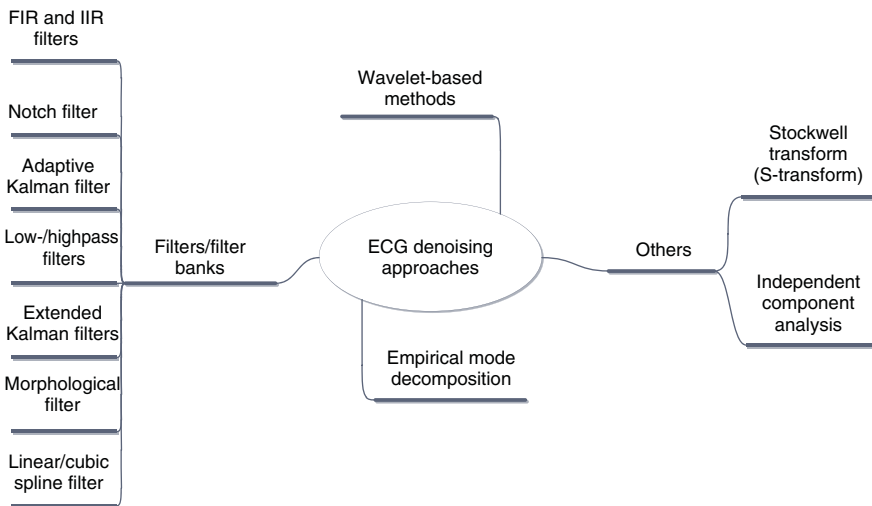 FIR and IIR
filters
Notch filter
Adaptive
Kalman filter
Low-/highpass
filters
Extended
Kalman filters
Morphological
filter
Linear/cubic
spline filter
Filters/filter
banks
Wavelet-based
methods
ECG denoising
approaches
Empirical mode
decomposition
Others
Stockwell
transform
(S-transform)
Independent
component
analysis